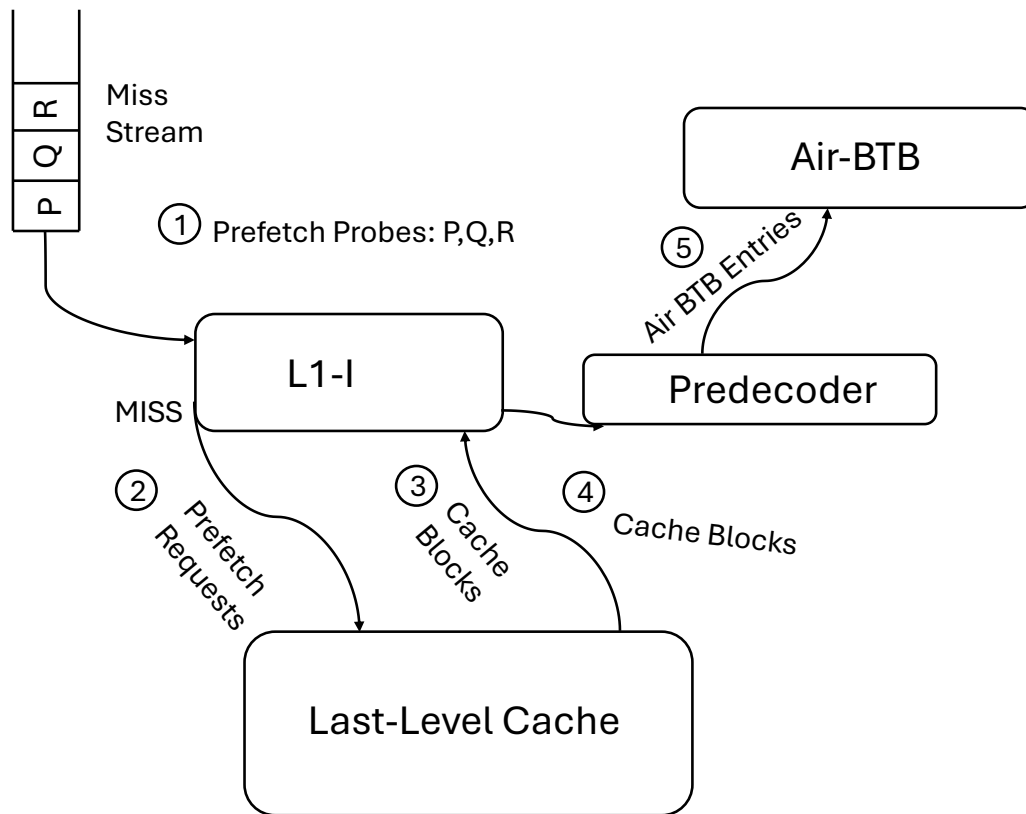 R
Q
P
Miss
Stream
1
Prefetch Probes: P,Q,R
Air-BTB
5
Air BTB Entries
L1-I
Predecoder
MISS
2
Prefetch
Requests
3
Cache
Blocks
4
Cache Blocks
Last-Level Cache